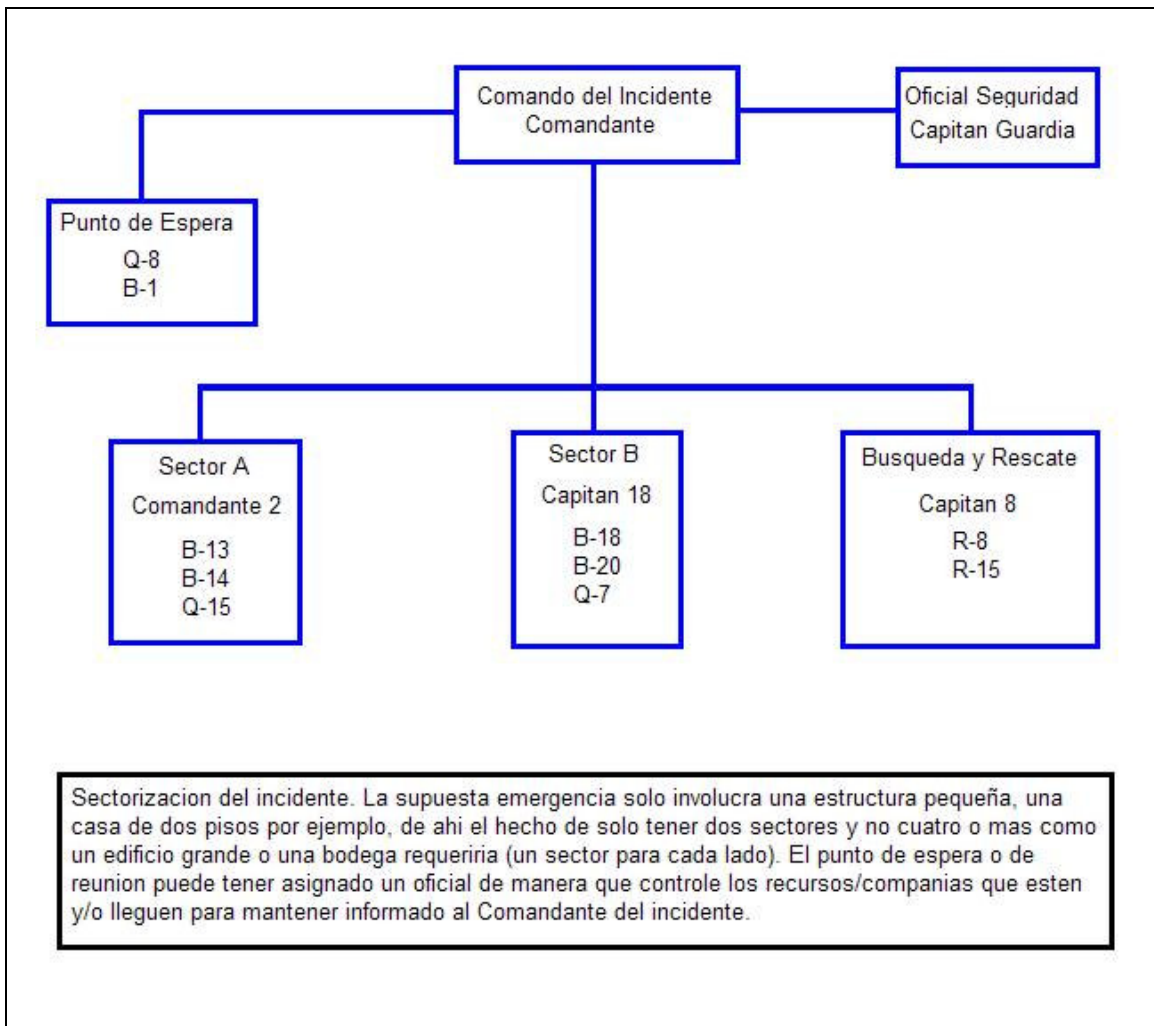 Comando del Incidente
Comandante
Oficial Seguridad
Capitan Guardia
Punto de Espera
Q-8
B-1
Sector A
Comandante 2
B-13
B-14
Q-15
Sector B
Capitan 18
B-18
B-20
Q-7
Busqueda y Rescate
Capitan 8
R-8
R-15
Sectorizacion del incidente. La supuesta emergencia solo involucra una estructura pequeña, una
casa de dos pisos por ejemplo, de ahi el hecho de solo tener dos sectores y no cuatro o mas como
un edificio grande o una bodega requeriria (un sector para cada lado). El punto de espera o de
reunion puede tener asignado un oficial de manera que controle los recursos/companias que esten
y/o lleguen para mantener informado al Comandante del incidente.